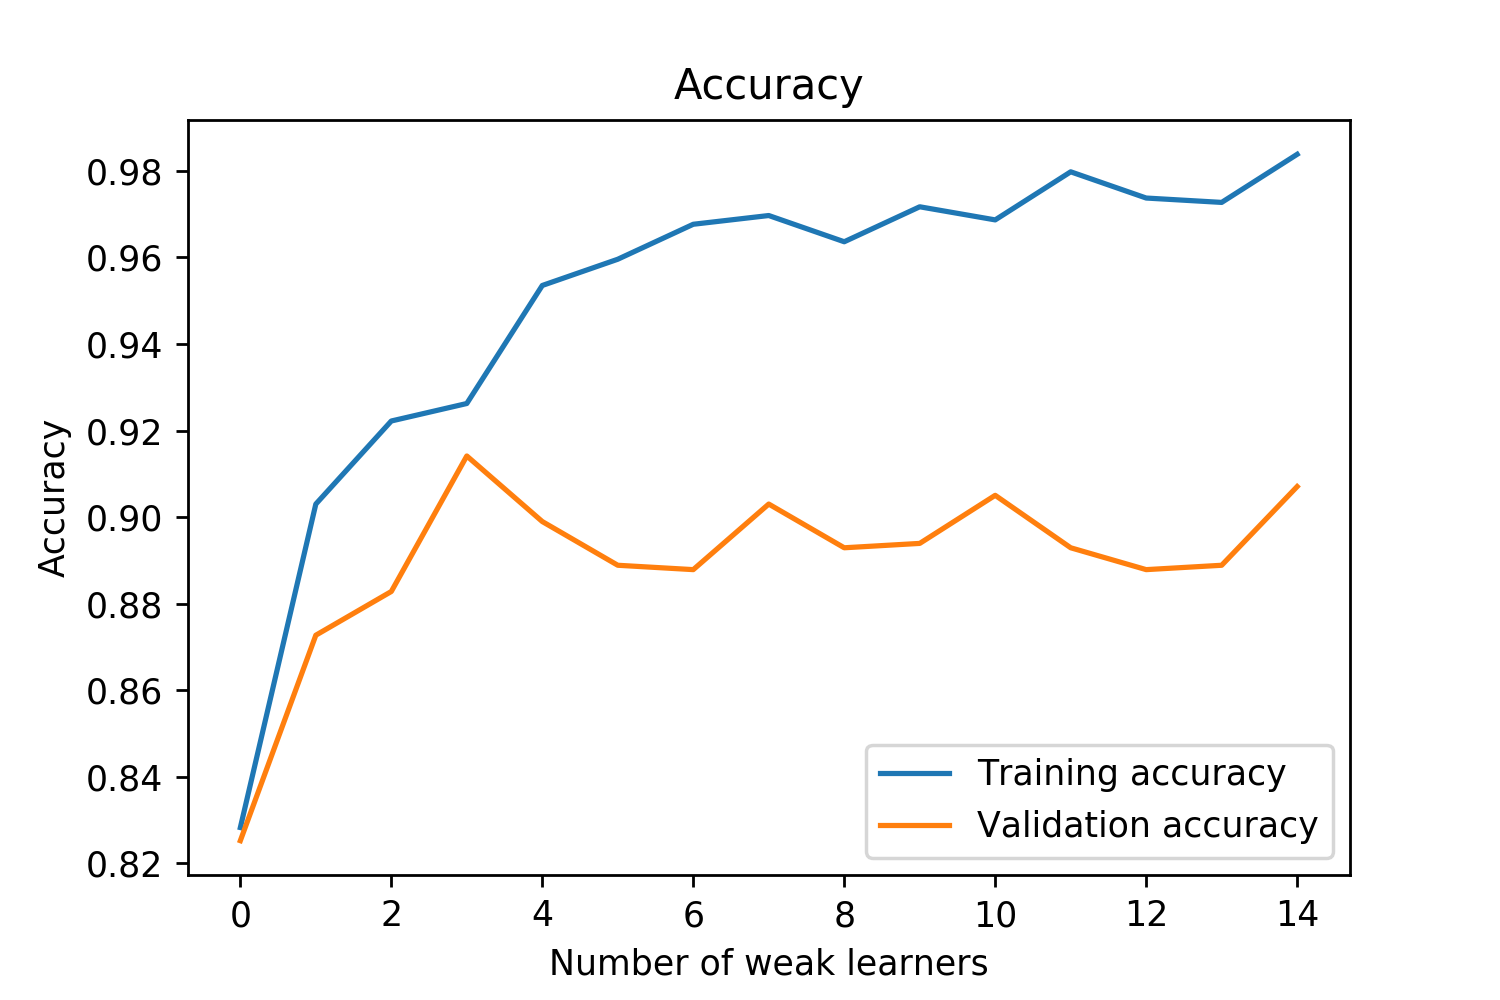 Accuracy
Accuracy
0.98
0.96
0.94
0.92
0.90
0.88
0.86
0.84
0.82
Training accuracy
Validation accuracy
0 2 4 6 8 10 12 14
Number of weak learners